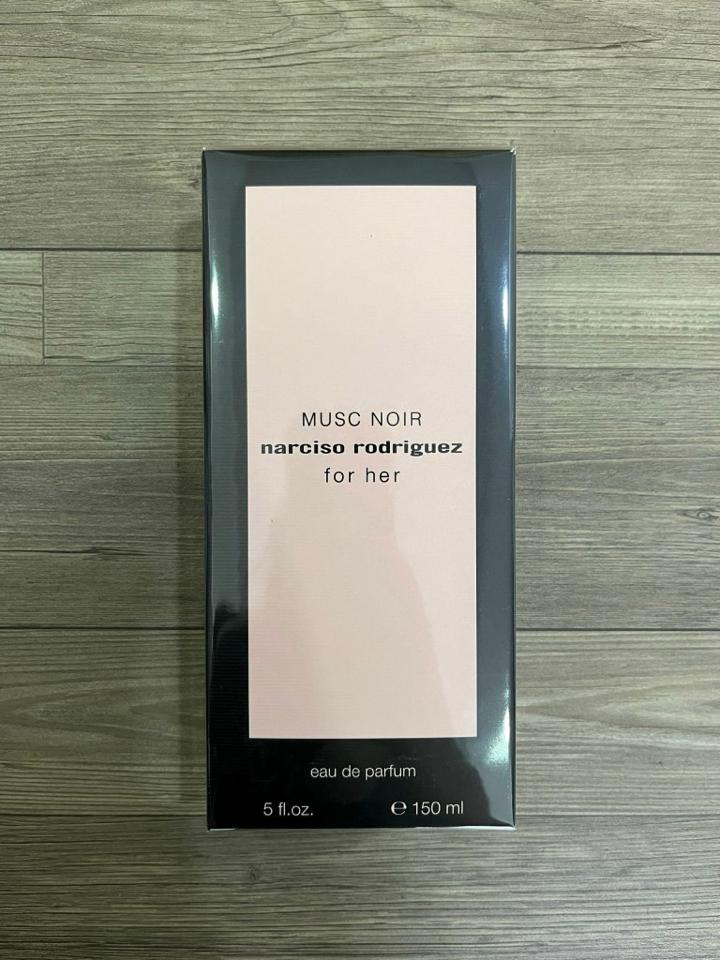 MUSC NOIR
narciso rodriguez
for her
eau de parfum
5 fl.oz. ℮ 150 ml